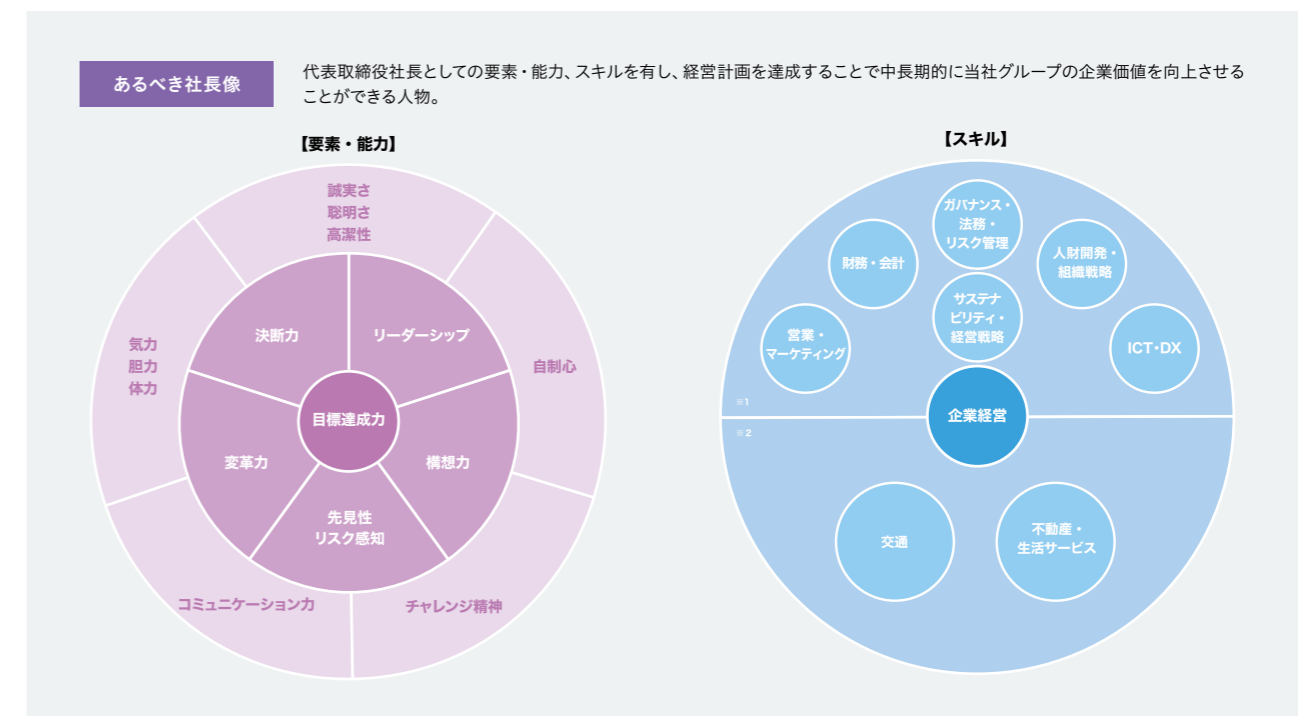 あるべき社長像
代表取締役社長としての要素・能力、スキルを有し、経営計画を達成することで中長期的に当社グループの企業価値を向上させる
ことができる人物。
【要素・能力】
誠実さ
聡明さ
高潔性
決断力
リーダーシップ
気力
胆力
体力
自制心
目標達成力
変革力
構想力
先見性
リスク感知
コミュニケーション力
チャレンジ精神
【スキル】
ガバナンス・
法務・
リスク管理
財務・会計
人財開発・
組織戦略
サステナ
ビリティ・
経営戦略
営業・
マーケティング
ICT・DX
※1
企業経営
※2
交通
不動産・
生活サービス